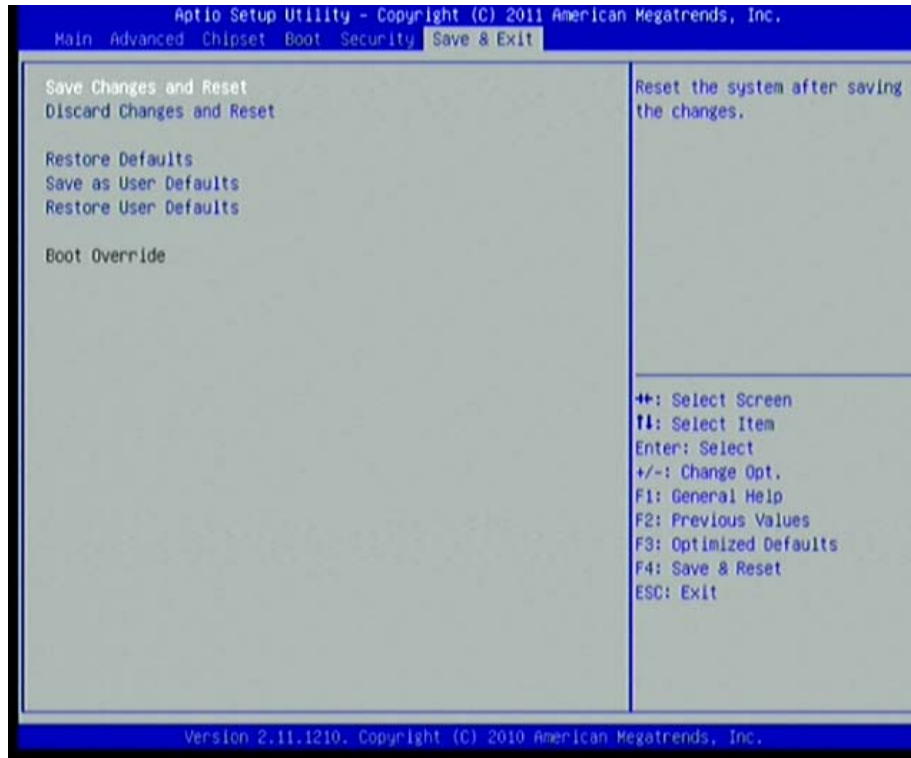 Aptio Setup Utility - Copyright (C) 2011 American Megatrends, Inc.
Main Advanced Chipset Boot Security Save & Exit
Save Changes and Reset
Discard Changes and Reset
Restore Defaults
Save as User Defaults
Restore User Defaults
Boot Override
Reset the system after saving
the changes.
→←: Select Screen
↑↓: Select Item
Enter: Select
+/-: Change Opt.
F1: General Help
F2: Previous Values
F3: Optimized Defaults
F4: Save & Reset
ESC: Exit
Version 2.11.1210. Copyright (C) 2010 American Megatrends, Inc.